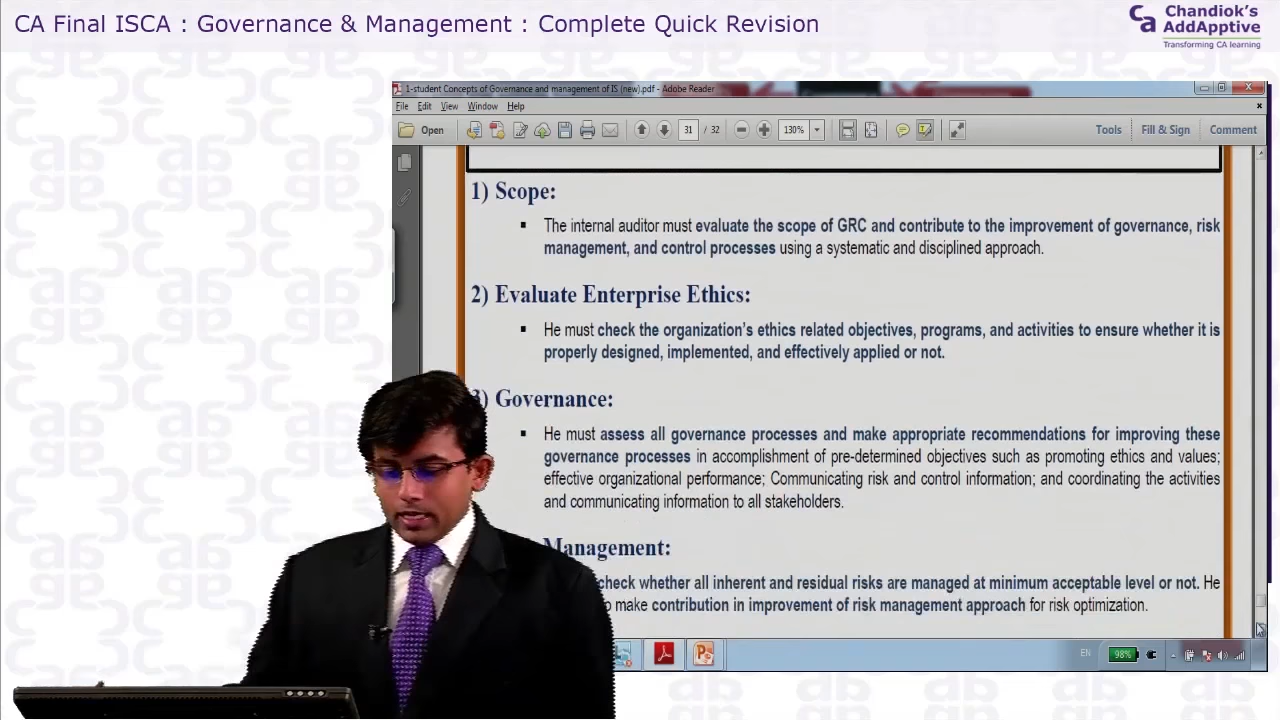 CA Final ISCA : Governance & Management : Complete Quick Revision
Ca
Chandiok's
AddApptive
Transforming CA learning
1-student Concepts of Governance and management of IS (new).pdf - Adobe Reader
File Edit View Window Help
Open 31 / 32 130% Tools Fill & Sign Comment
1) Scope:
▪ The internal auditor must evaluate the scope of GRC and contribute to the improvement of governance, risk
management, and control processes using a systematic and disciplined approach.
2) Evaluate Enterprise Ethics:
▪ He must check the organization's ethics related objectives, programs, and activities to ensure whether it is
properly designed, implemented, and effectively applied or not.
3) Governance:
▪ He must assess all governance processes and make appropriate recommendations for improving these
governance processes in accomplishment of pre-determined objectives such as promoting ethics and values;
effective organizational performance; Communicating risk and control information; and coordinating the activities
and communicating information to all stakeholders.
Management:
check whether all inherent and residual risks are managed at minimum acceptable level or not. He
make contribution in improvement of risk management approach for risk optimization.
EN 98%